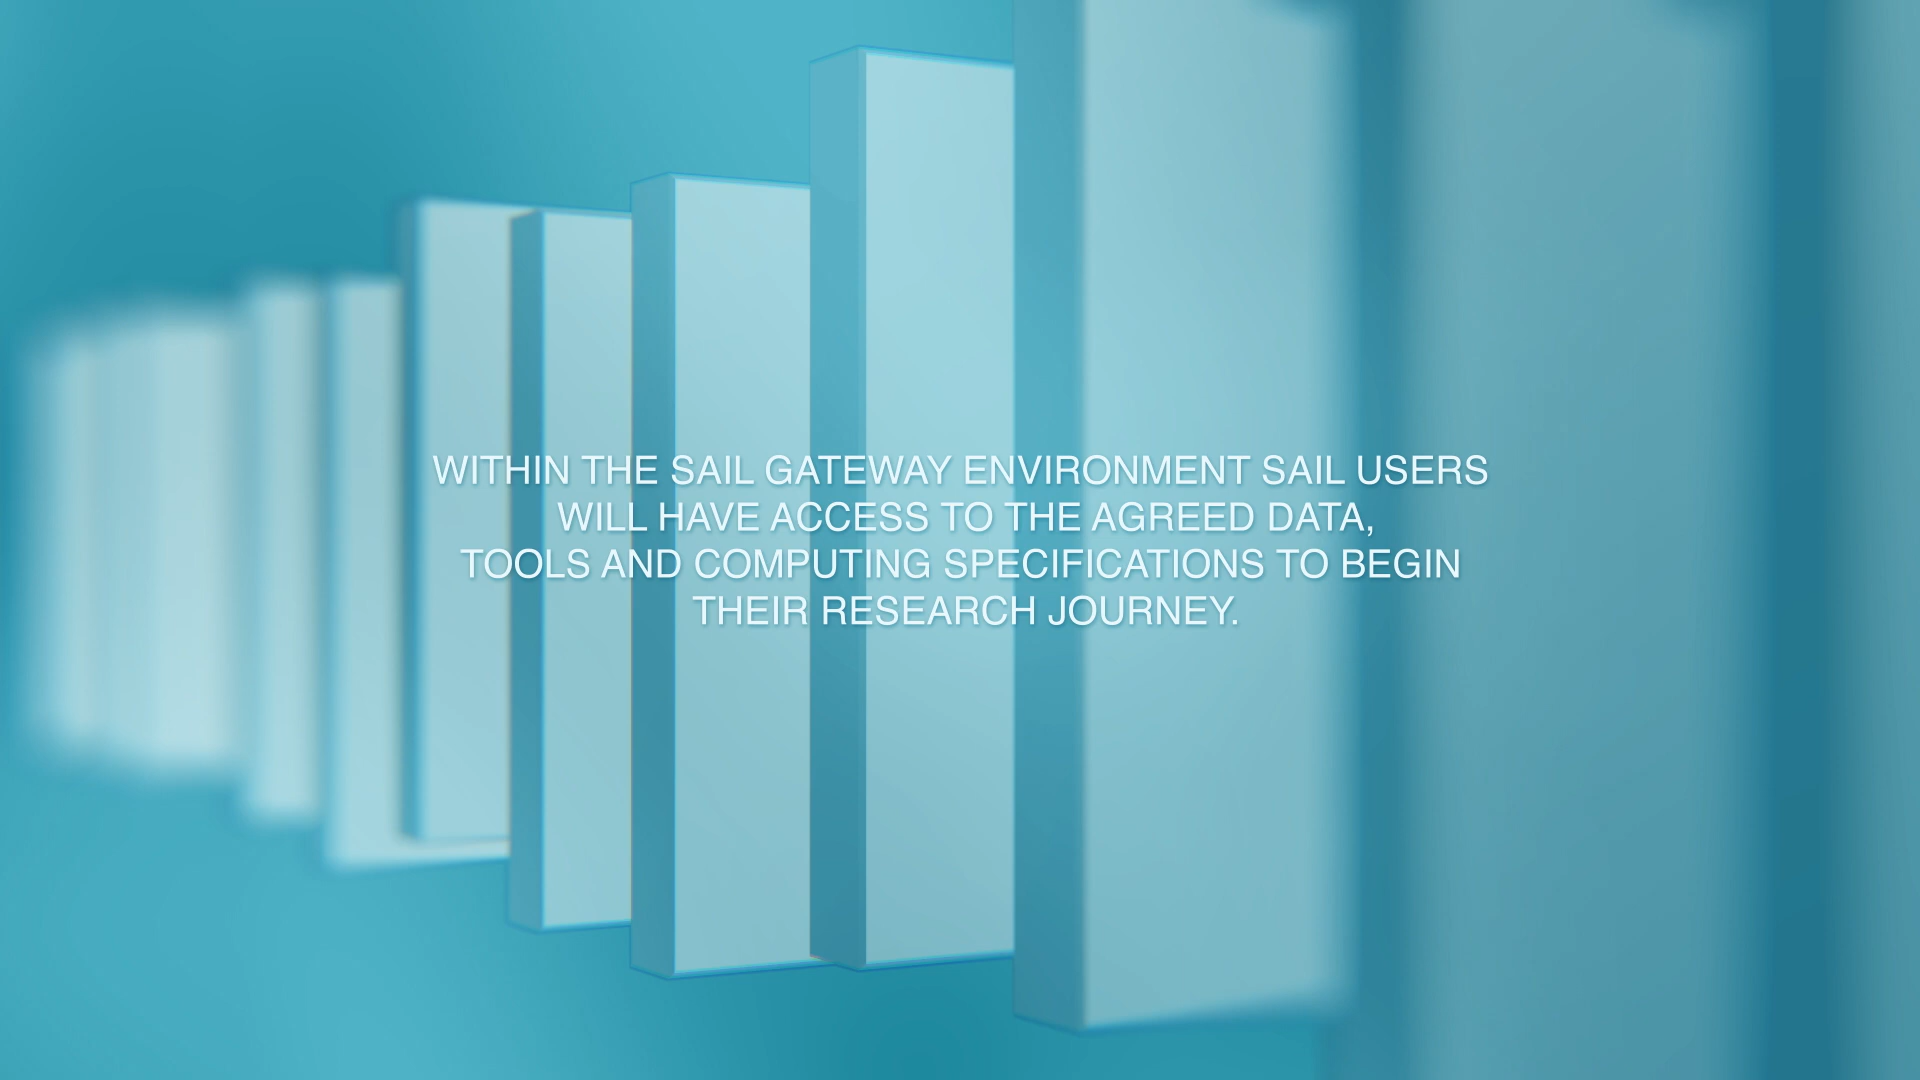 WITHIN THE SAIL GATEWAY ENVIRONMENT SAIL USERS
WILL HAVE ACCESS TO THE AGREED DATA,
TOOLS AND COMPUTING SPECIFICATIONS TO BEGIN
THEIR RESEARCH JOURNEY.